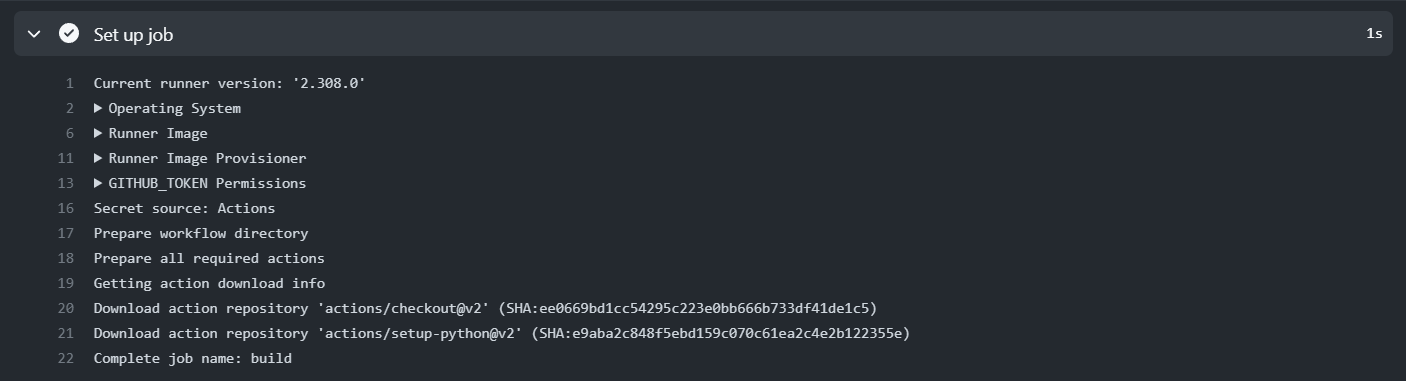 Set up job 1s
1 Current runner version: '2.308.0'
2 ▶ Operating System
6 ▶ Runner Image
11 ▶ Runner Image Provisioner
13 ▶ GITHUB_TOKEN Permissions
16 Secret source: Actions
17 Prepare workflow directory
18 Prepare all required actions
19 Getting action download info
20 Download action repository 'actions/checkout@v2' (SHA:ee0669bd1cc54295c223e0bb666b733df41de1c5)
21 Download action repository 'actions/setup-python@v2' (SHA:e9aba2c848f5ebd159c070c61ea2c4e2b122355e)
22 Complete job name: build